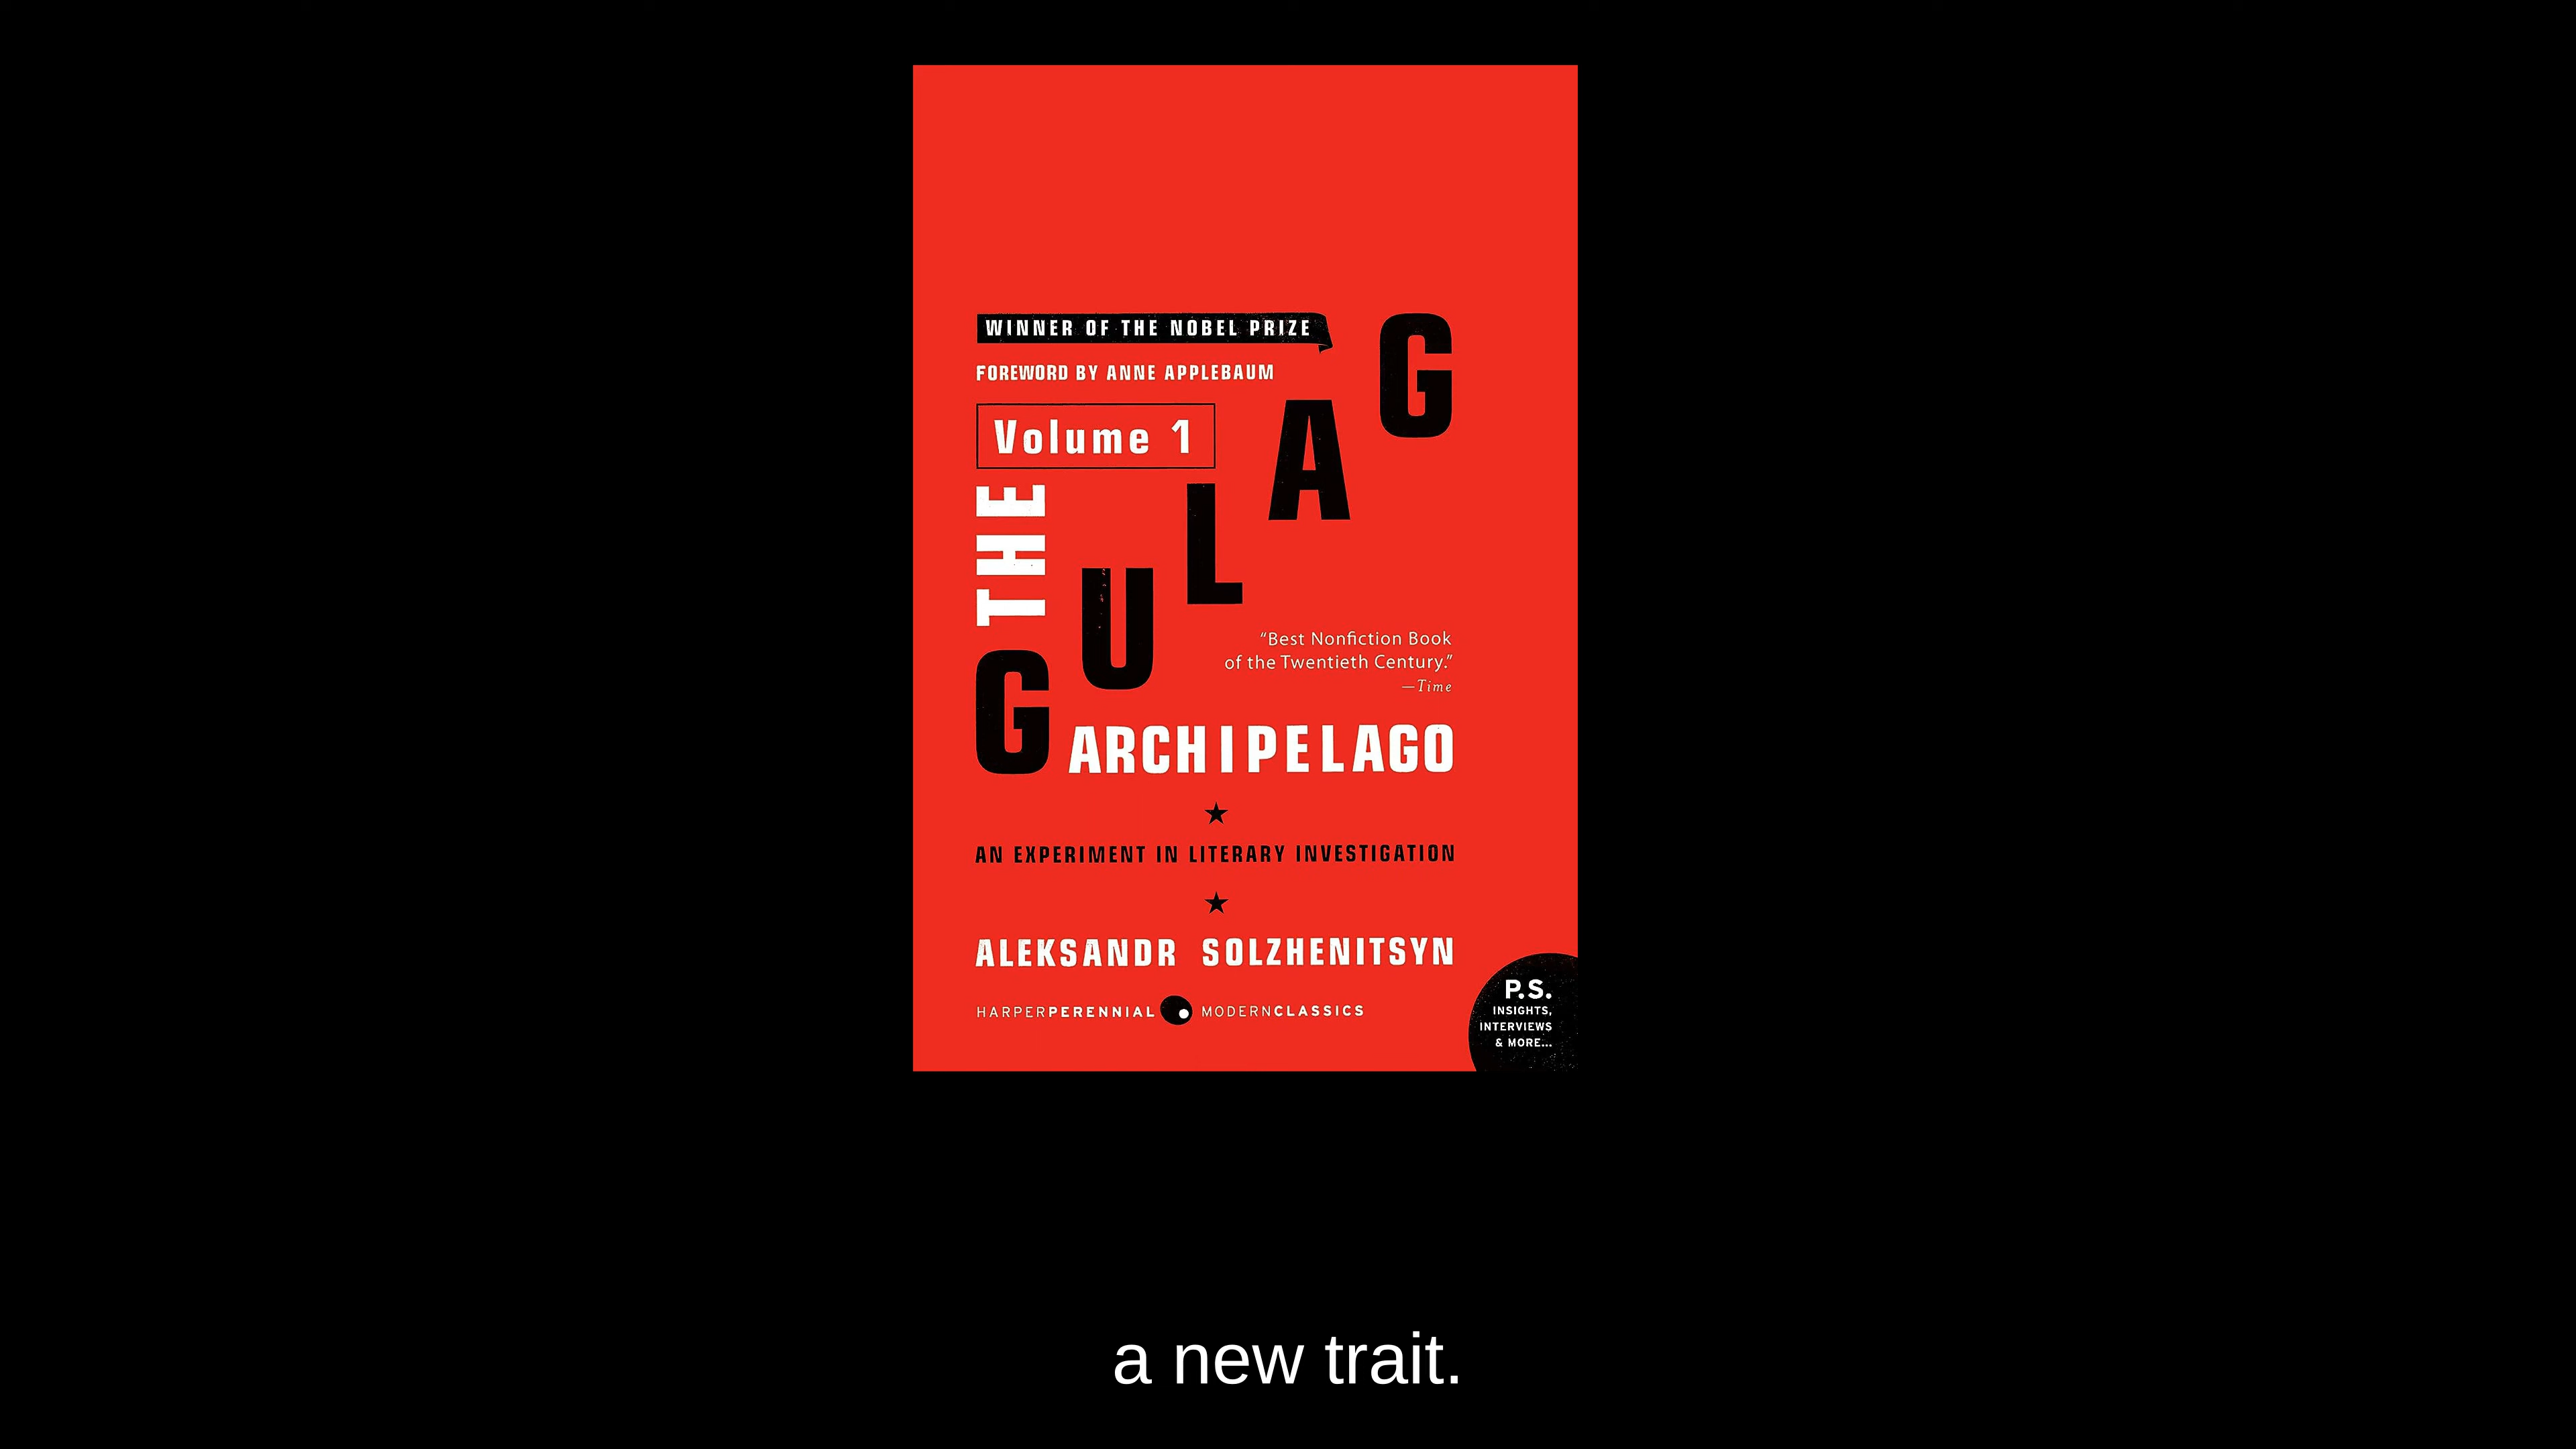 WINNER OF THE NOBEL PRIZE
FOREWORD BY ANNE APPLEBAUM
Volume 1
THE
GULAG
"Best Nonfiction Book
of the Twentieth Century."
—Time
ARCHIPELAGO
AN EXPERIMENT IN LITERARY INVESTIGATION
ALEKSANDR SOLZHENITSYN
HARPERPERENNIAL MODERNCLASSICS
P.S.
INSIGHTS,
INTERVIEWS
& MORE...
a new trait.